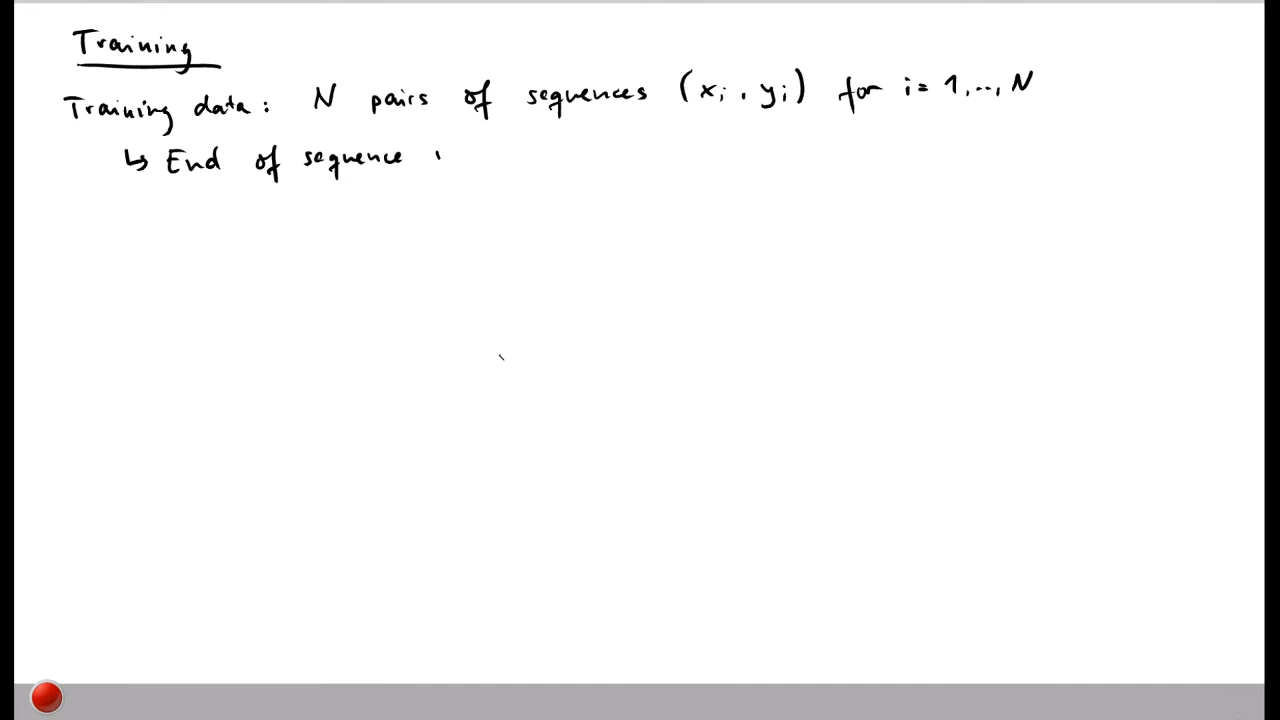 Training
Training data: N pairs of sequences (xi, yi) for i = 1, .., N
↳ End of sequence